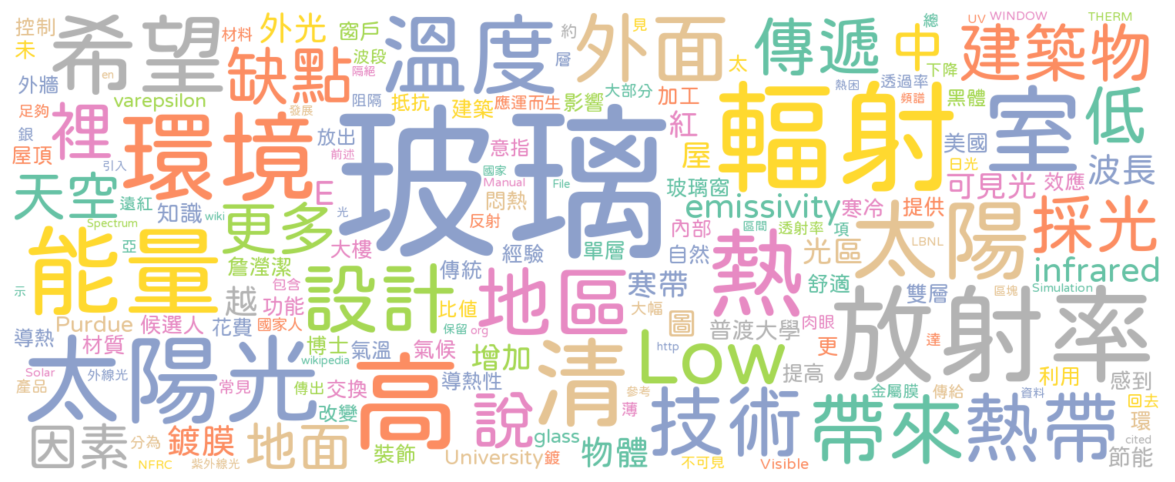 控制
未
希望
材料
外光
窗戶
溫度
約
層
外面
見
太
傳遞
中
總
下降
UV
WINDOW
THERM
建築物
缺點
波段
隔絕
外牆
en
varepsilon
阻隔
抵抗
建築
應運而生
影響
大部分
加工
輻射
熱困
透過率
頻譜
黑體
室
低
足夠
銀
屋頂
裡
環境
發展
放出
前述
玻璃
意指
紅
屋
美國
日光
波長
引入
天空
遠紅
知識
wiki
E
國家
Manual
File
悶熱
反射
玻璃窗
可見光
效應
emissivity
寒冷
提供
Spectrum
更多
光
大樓
經驗
單層
內部
自然
區間
透射率
項
光區
太陽
LBNL
採光
能量
亞
詹瀅潔
包含
設計
傳統
地區
寒帶
熱
舒適
雙層
Simulation
infrared
示
越
功能
比值
大幅
圖
普渡大學
肉眼
區塊
放射率
Purdue
候選人
花費
國家人
保留
org
導熱
材質
博士
氣溫
氣候
增加
http
Low
更
達
太陽光
wikipedia
高
導熱性
清
提高
利用
感到
Solar
產品
外線光
常見
傳出
交換
改變
參考
薄
金屬膜
傳給
資料
回去
環
因素
分為
鍍膜
地面
裝飾
說
glass
物體
技術
帶來
熱帶
cited
節能
NFRC
紫外線光
University
鍍
不可見
Visible